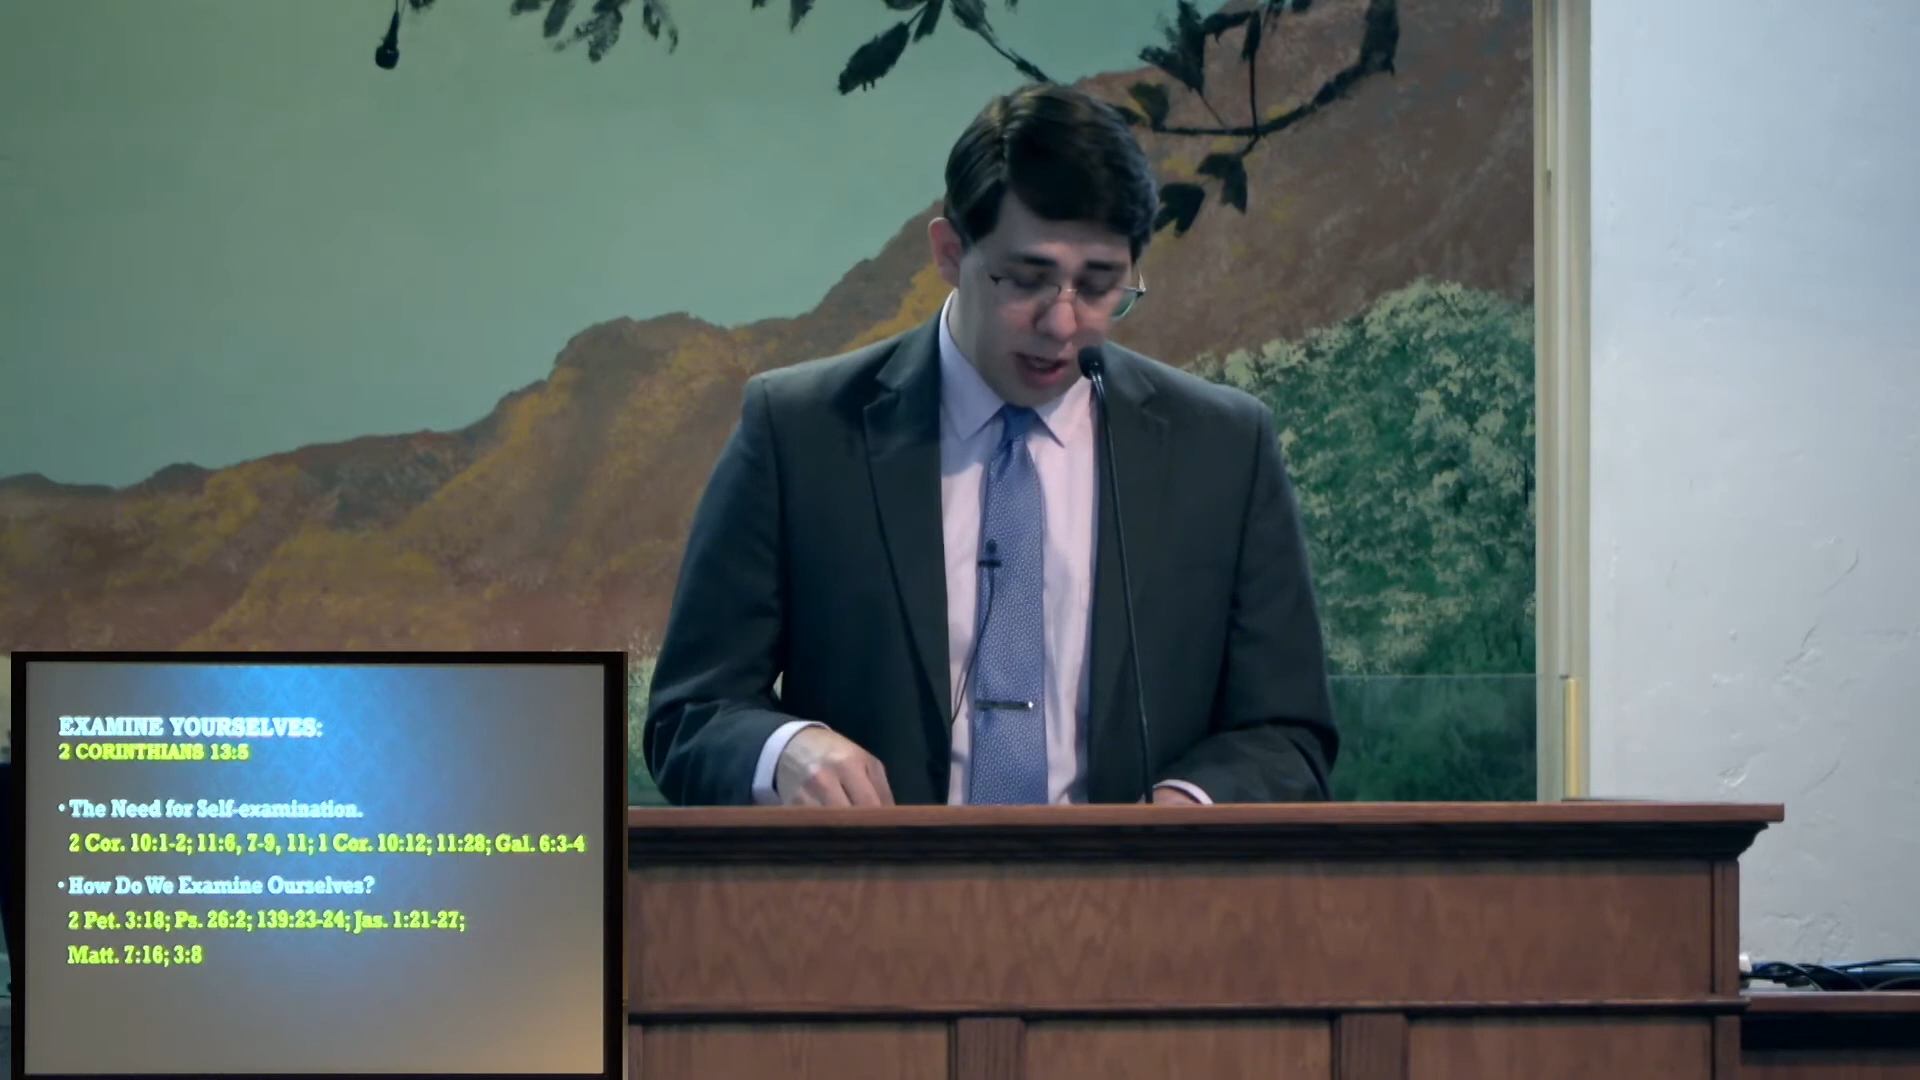 EXAMINE YOURSELVES:
2 CORINTHIANS 13:5
• The Need for Self-examination.
2 Cor. 10:1-2; 11:6, 7-9, 11; 1 Cor. 10:12; 11:28; Gal. 6:3-4
• How Do We Examine Ourselves?
2 Pet. 3:18; Ps. 26:2; 139:23-24; Jas. 1:21-27;
Matt. 7:16; 3:8